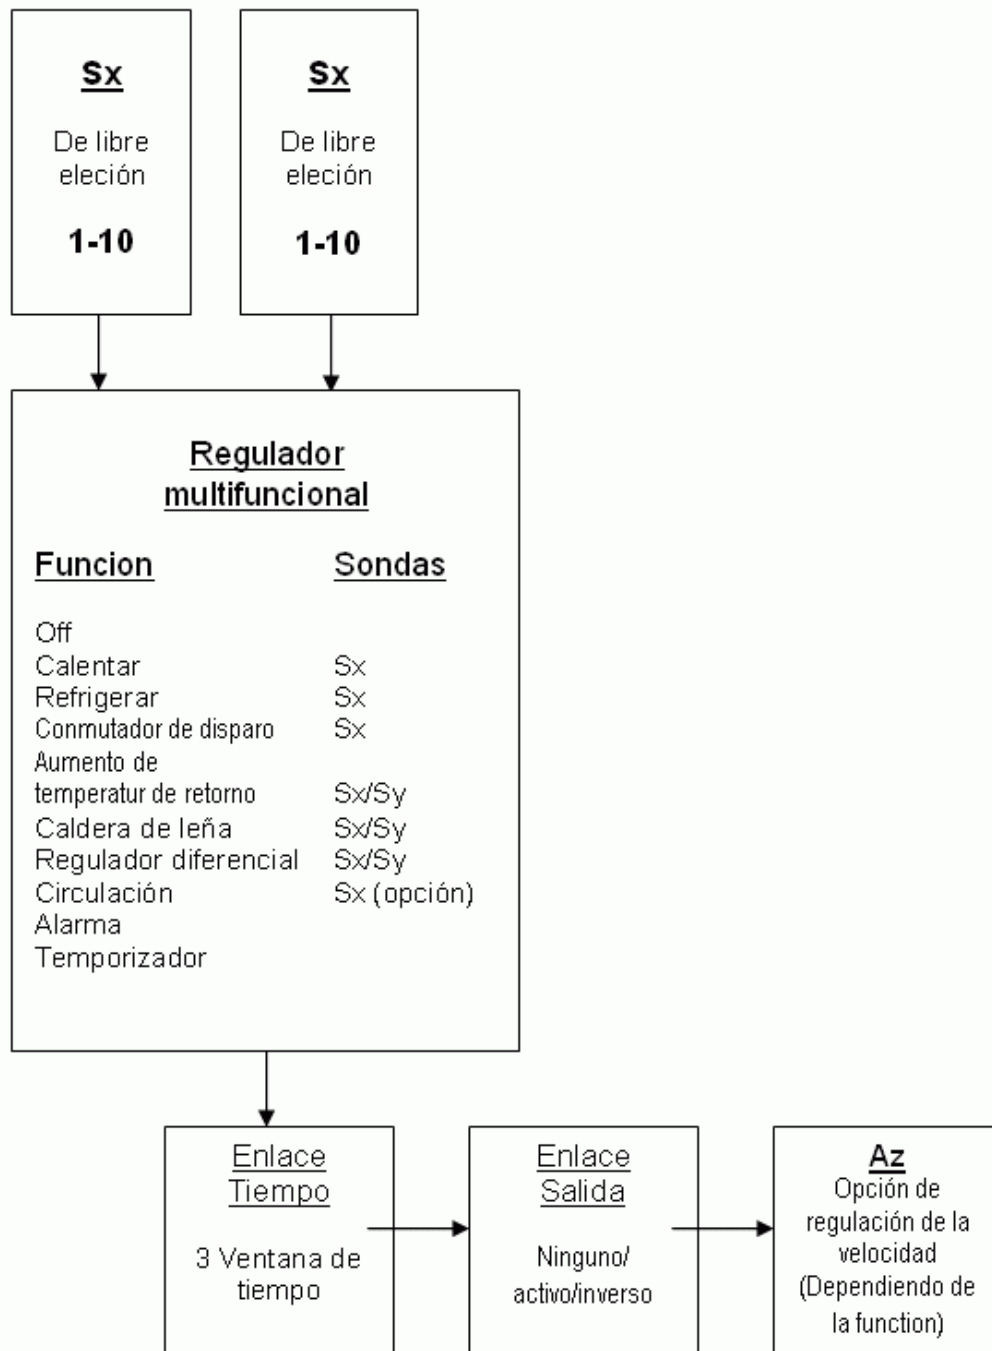 Sx
De libre
eleción
1-10
Sx
De libre
eleción
1-10
Regulador
multifuncional
Funcion Sondas
Off
Calentar Sx
Refrigerar Sx
Conmutador de disparo Sx
Aumento de
temperatur de retorno Sx/Sy
Caldera de leña Sx/Sy
Regulador diferencial Sx/Sy
Circulación Sx (opción)
Alarma
Temporizador
Enlace
Tiempo
3 Ventana de
tiempo
Enlace
Salida
Ninguno/
activo/inverso
Az
Opción de
regulación de la
velocidad
(Dependiendo de
la function)